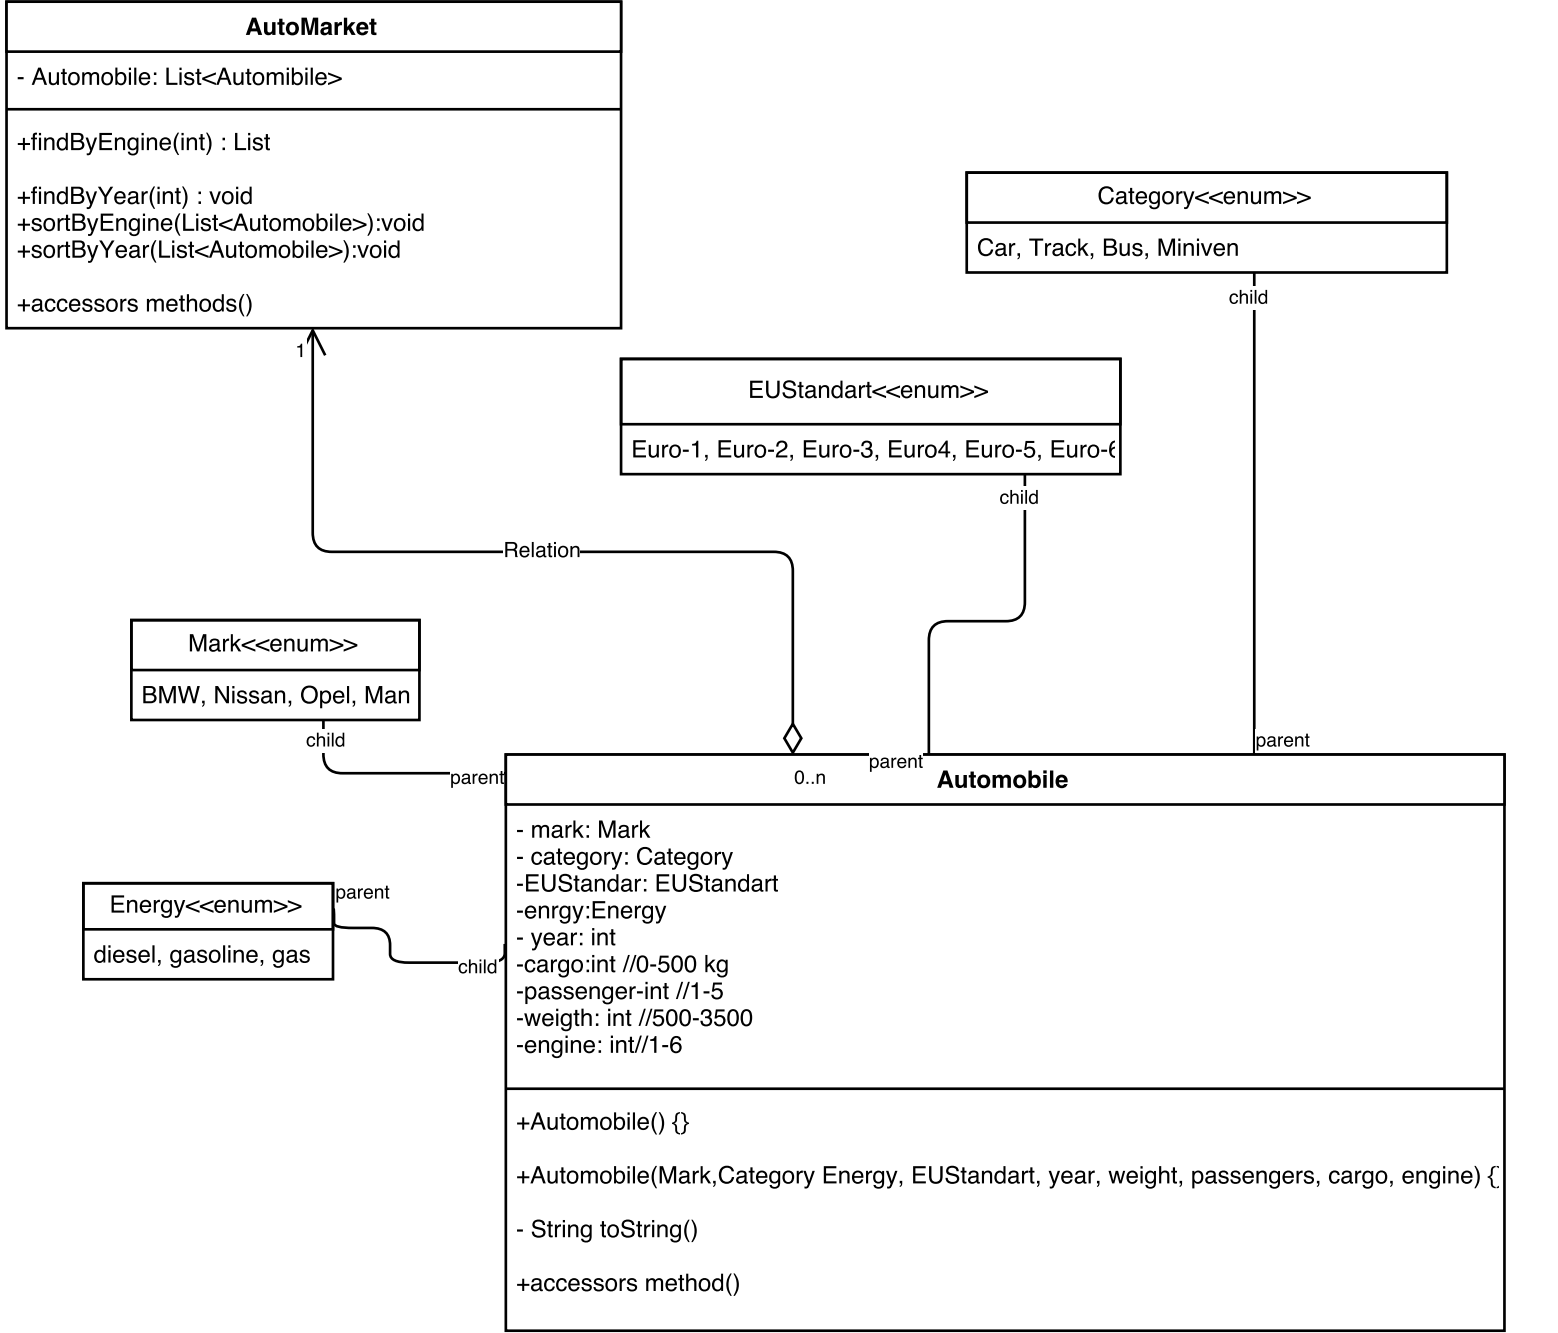 AutoMarket
- Automobile: List<Automibile>
+findByEngine(int) : List
+findByYear(int) : void
+sortByEngine(List<Automobile>):void
+sortByYear(List<Automobile>):void
+accessors methods()
1
Category<<enum>>
Car, Track, Bus, Miniven
child
EUStandart<<enum>>
Euro-1, Euro-2, Euro-3, Euro4, Euro-5, Euro-6
child
Relation
Mark<<enum>>
BMW, Nissan, Opel, Man
child
parent
parent
parent
0..n
Automobile
- mark: Mark
- category: Category
-EUStandar: EUStandart
-enrgy:Energy
- year: int
-cargo:int //0-500 kg
-passenger-int //1-5
-weigth: int //500-3500
-engine: int//1-6
Energy<<enum>>
diesel, gasoline, gas
parent
child
+Automobile() {}
+Automobile(Mark,Category Energy, EUStandart, year, weight, passengers, cargo, engine) {
- String toString()
+accessors method()